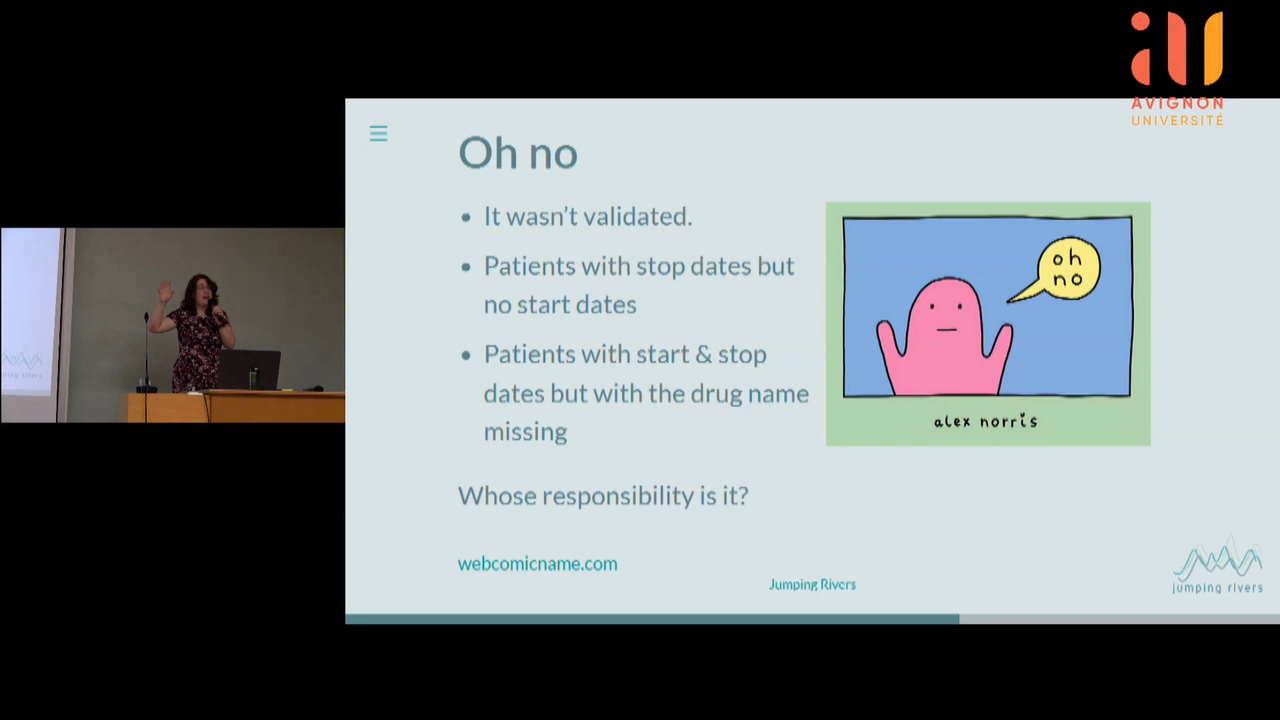 AVIGNON
UNIVERSITÉ
Oh no
• It wasn't validated.
• Patients with stop dates but
no start dates
• Patients with start & stop
dates but with the drug name
missing
oh
no
alex norris
Whose responsibility is it?
webcomicname.com
Jumping Rivers
jumping rivers